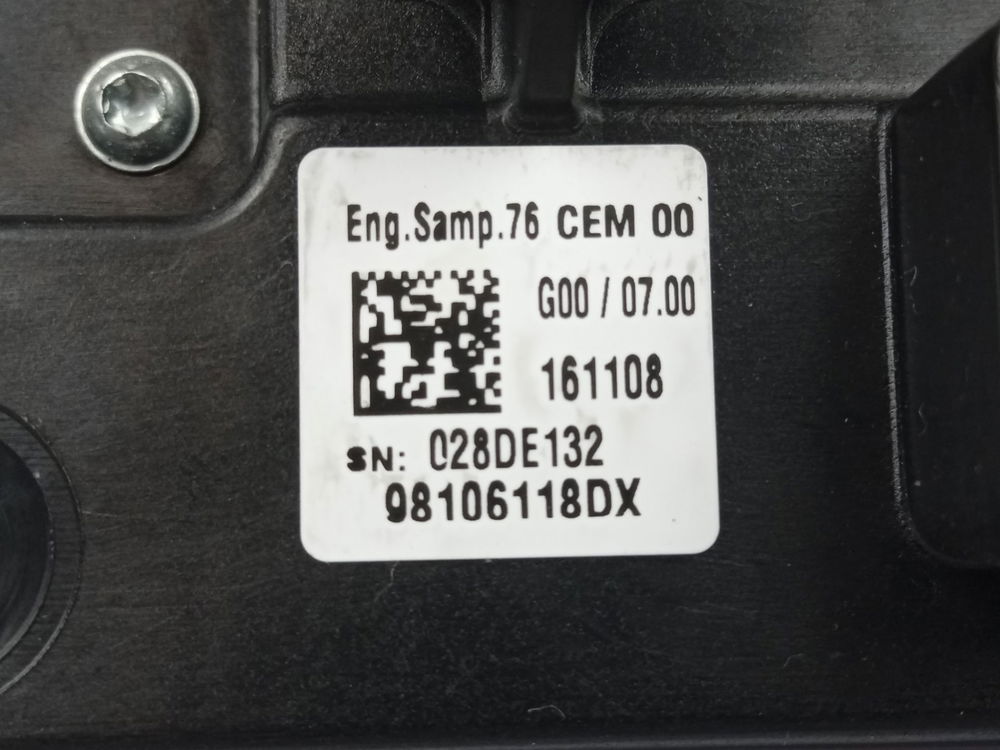 Eng.Samp.76 CEM 00
G00 / 07.00
161108
SN: 028DE132
98106118DX